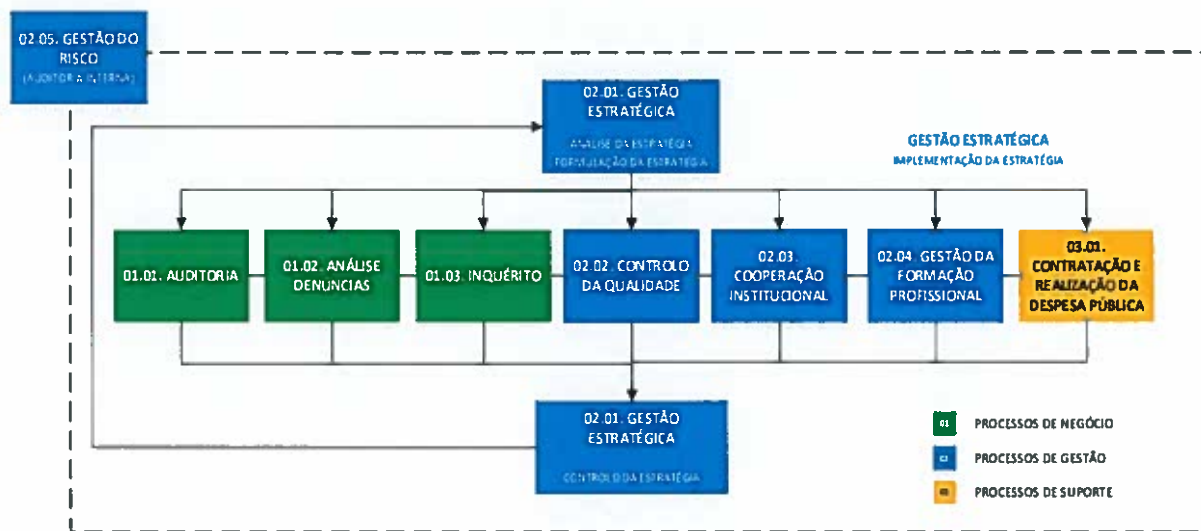 02.05. GESTÃO DO
RISCO
(AUDITORIA INTERNA)
02.01. GESTÃO
ESTRATÉGICA
ANÁLISE DA ESTRATÉGIA
FORMULAÇÃO DA ESTRATÉGIA
GESTÃO ESTRATÉGICA
IMPLEMENTAÇÃO DA ESTRATÉGIA
01.01. AUDITORIA
01.02. ANÁLISE
DENUNCIAS
01.03. INQUÉRITO
02.02. CONTROLO
DA QUALIDADE
02.03.
COOPERAÇÃO
INSTITUCIONAL
02.04. GESTÃO DA
FORMAÇÃO
PROFISSIONAL
03.01.
CONTRATAÇÃO E
REALIZAÇÃO DA
DESPESA PÚBLICA
02.01. GESTÃO
ESTRATÉGICA
CONTROLO DA ESTRATÉGIA
01 PROCESSOS DE NEGÓCIO
PROCESSOS DE GESTÃO
PROCESSOS DE SUPORTE